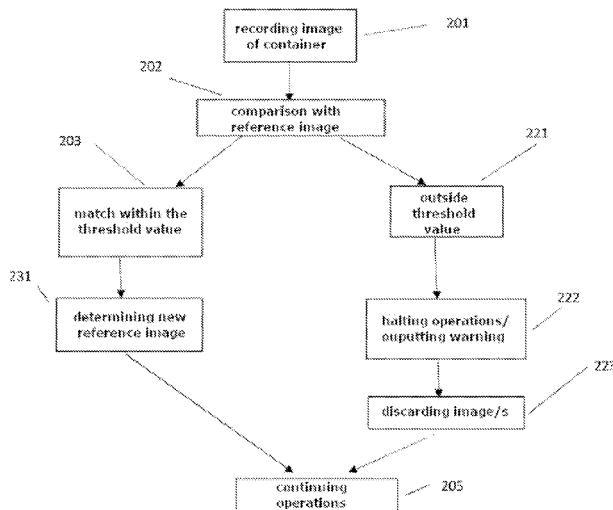 recording image
of container
201
202
comparison with
reference image
203
221
match within the
threshold value
outside
threshold
value
231
determining new
reference image
halting operations/
ouputting warning
222
discarding image/s
223
continuing
operations
205